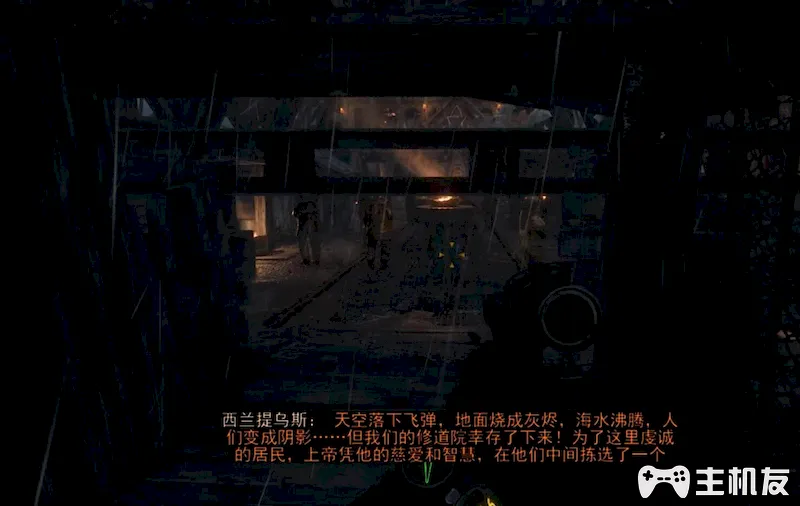 西兰提乌斯： 天空落下飞弹，地面烧成灰烬，海水沸腾，人
们变成阴影……但我们的修道院幸存了下来！为了这里虔诚
的居民，上帝凭他的慈爱和智慧，在他们中间拣选了一个
主机友